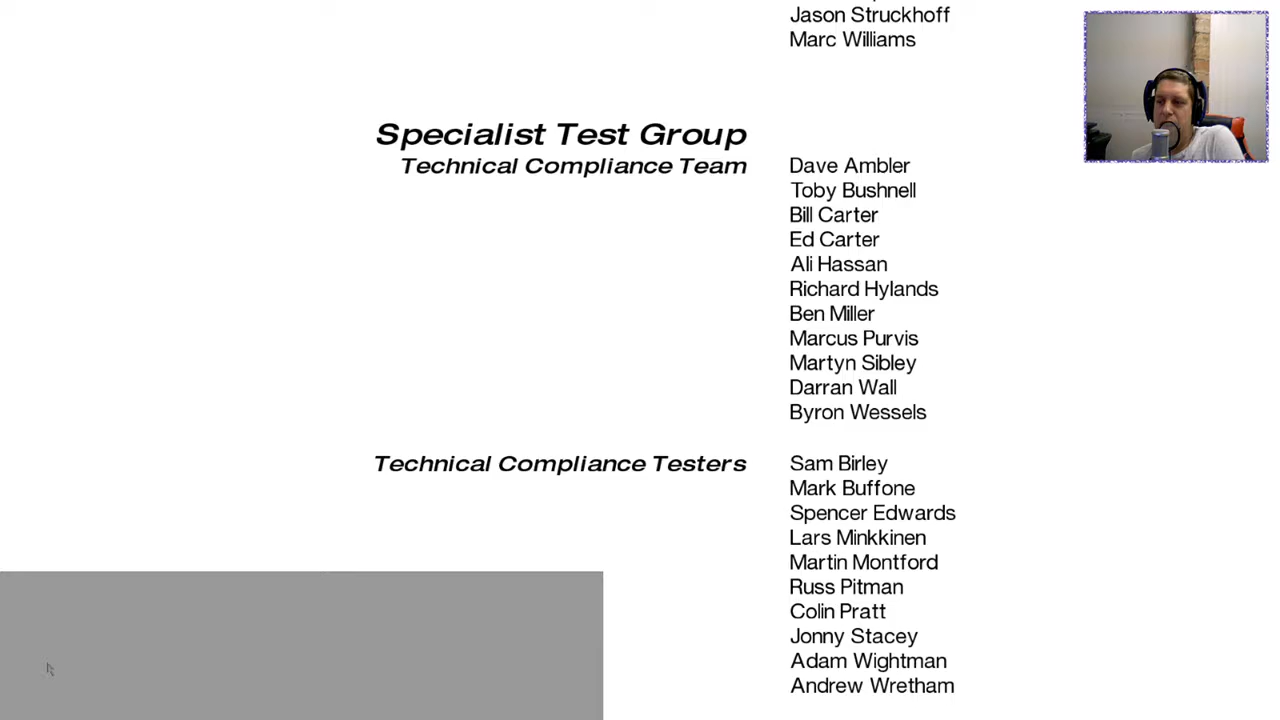 Jason Struckhoff
Marc Williams
Specialist Test Group
Technical Compliance Team
Dave Ambler
Toby Bushnell
Bill Carter
Ed Carter
Ali Hassan
Richard Hylands
Ben Miller
Marcus Purvis
Martyn Sibley
Darran Wall
Byron Wessels
Technical Compliance Testers
Sam Birley
Mark Buffone
Spencer Edwards
Lars Minkkinen
Martin Montford
Russ Pitman
Colin Pratt
Jonny Stacey
Adam Wightman
Andrew Wretham